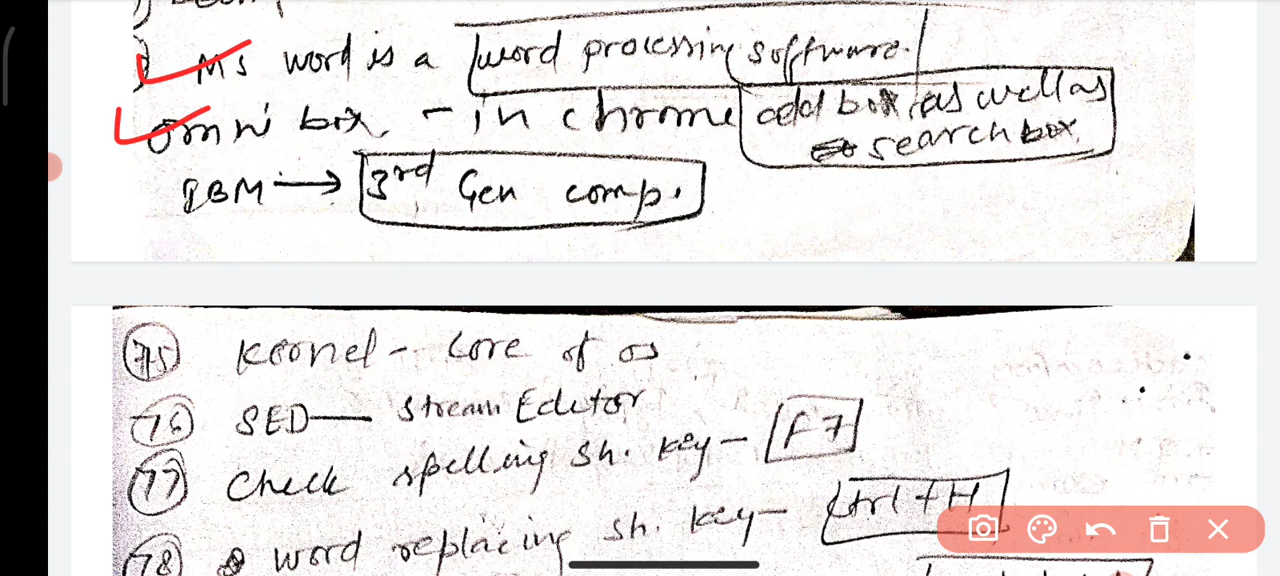 MS word is a word processing software.
omni box - in chrome add box, as well as
search box.
IBM → 3rd Gen comp.
75 Kernel - core of os
76 SED — stream Editor
77 Check spelling sh. key - F7
78 word replacing sh. key - Ctrl + H